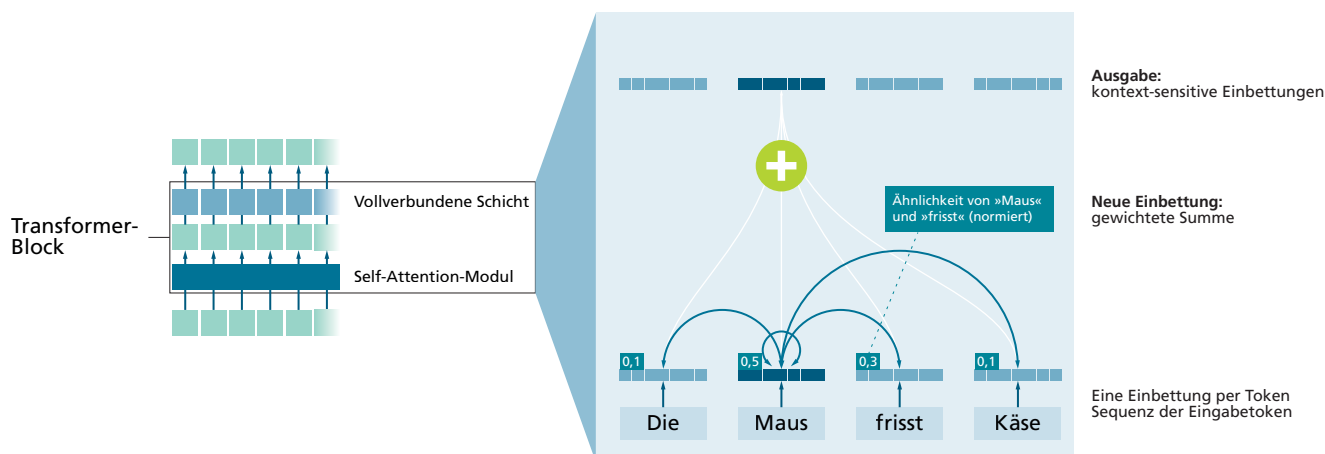 Transformer-
Block
Vollverbundene Schicht
Self-Attention-Modul
Ausgabe:
kontext-sensitive Einbettungen
Ähnlichkeit von »Maus«
und »frisst« (normiert)
Neue Einbettung:
gewichtete Summe
0,1
0,5
0,3
0,1
Eine Einbettung per Token
Sequenz der Eingabetoken
Die
Maus
frisst
Käse